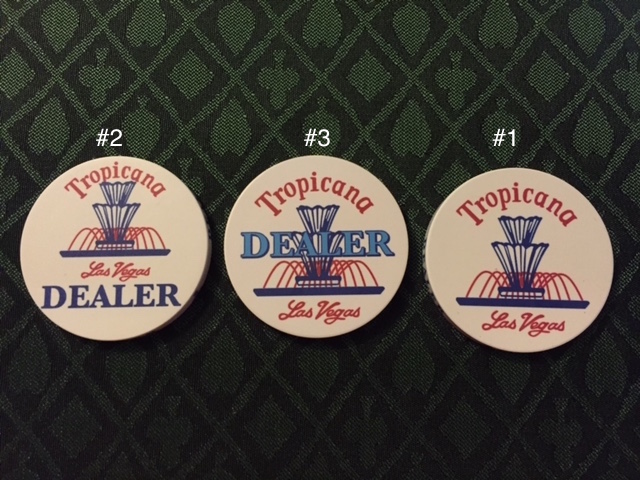 #2
Tropicana
Las Vegas
DEALER
#3
Tropicana
DEALER
Las Vegas
#1
Tropicana
Las Vegas